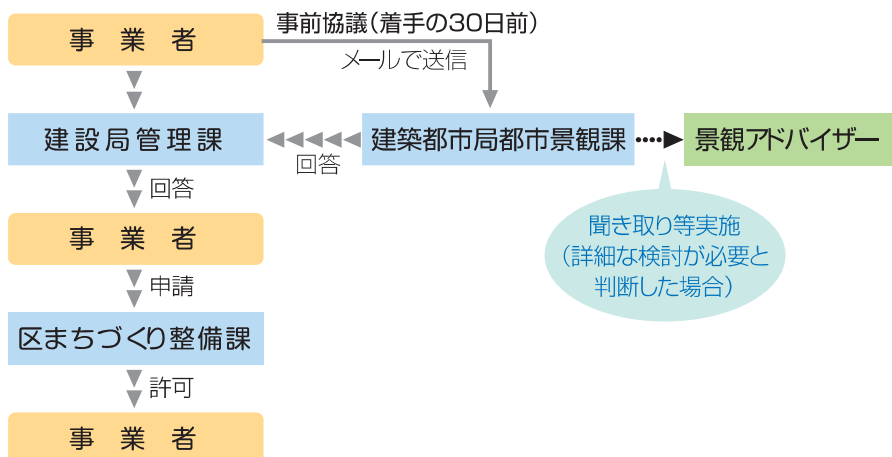 事業者
事前協議（着手の30日前）
メールで送信
建設局管理課
回答
建築都市局都市景観課
景観アドバイザー
回答
聞き取り等実施
（詳細な検討が必要と
判断した場合）
事業者
申請
区まちづくり整備課
許可
事業者